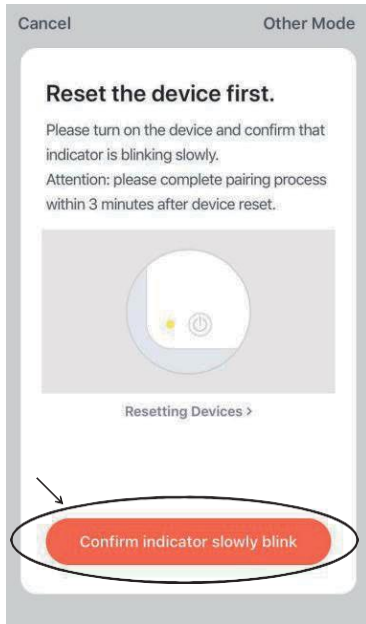 Cancel
Other Mode
Reset the device first.
Please turn on the device and confirm that
indicator is blinking slowly.
Attention: please complete pairing process
within 3 minutes after device reset.
Resetting Devices >
Confirm indicator slowly blink